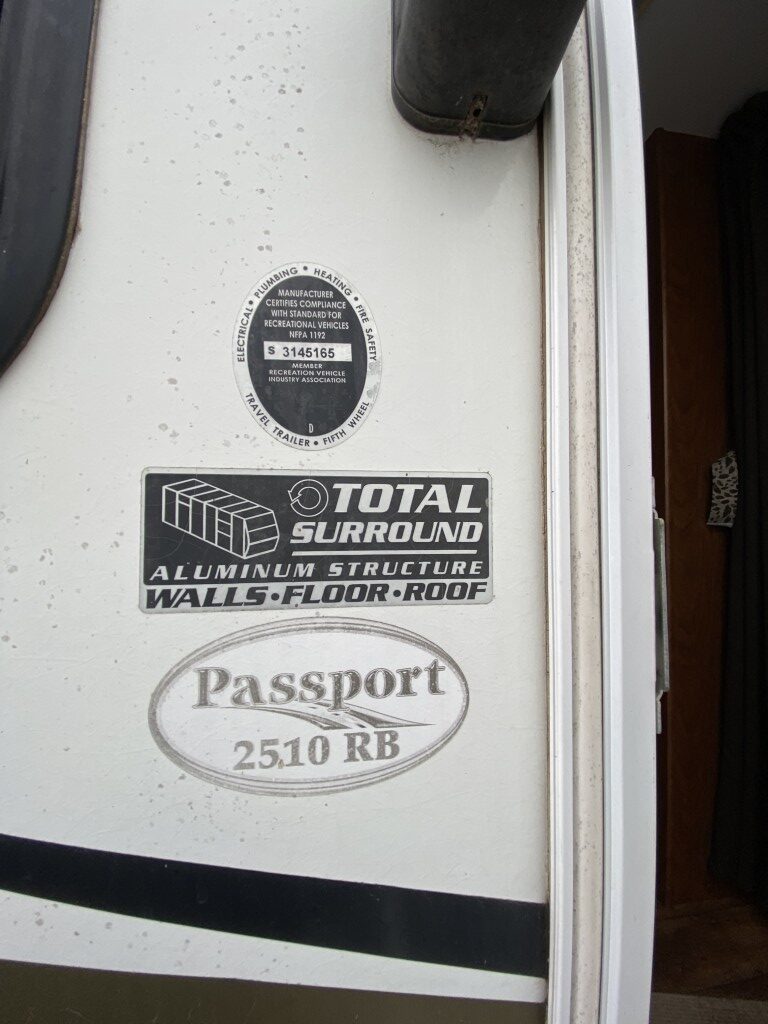 ELECTRICAL • PLUMBING • HEATING • FIRE SAFETY
MANUFACTURER
CERTIFIES COMPLIANCE
WITH STANDARD FOR
RECREATIONAL VEHICLES
NFPA 1192
S 3145165
MEMBER
RECREATION VEHICLE
INDUSTRY ASSOCIATION
D
TRAVEL TRAILER • FIFTH WHEEL
TOTAL
SURROUND
ALUMINUM STRUCTURE
WALLS•FLOOR•ROOF
Passport
2510 RB